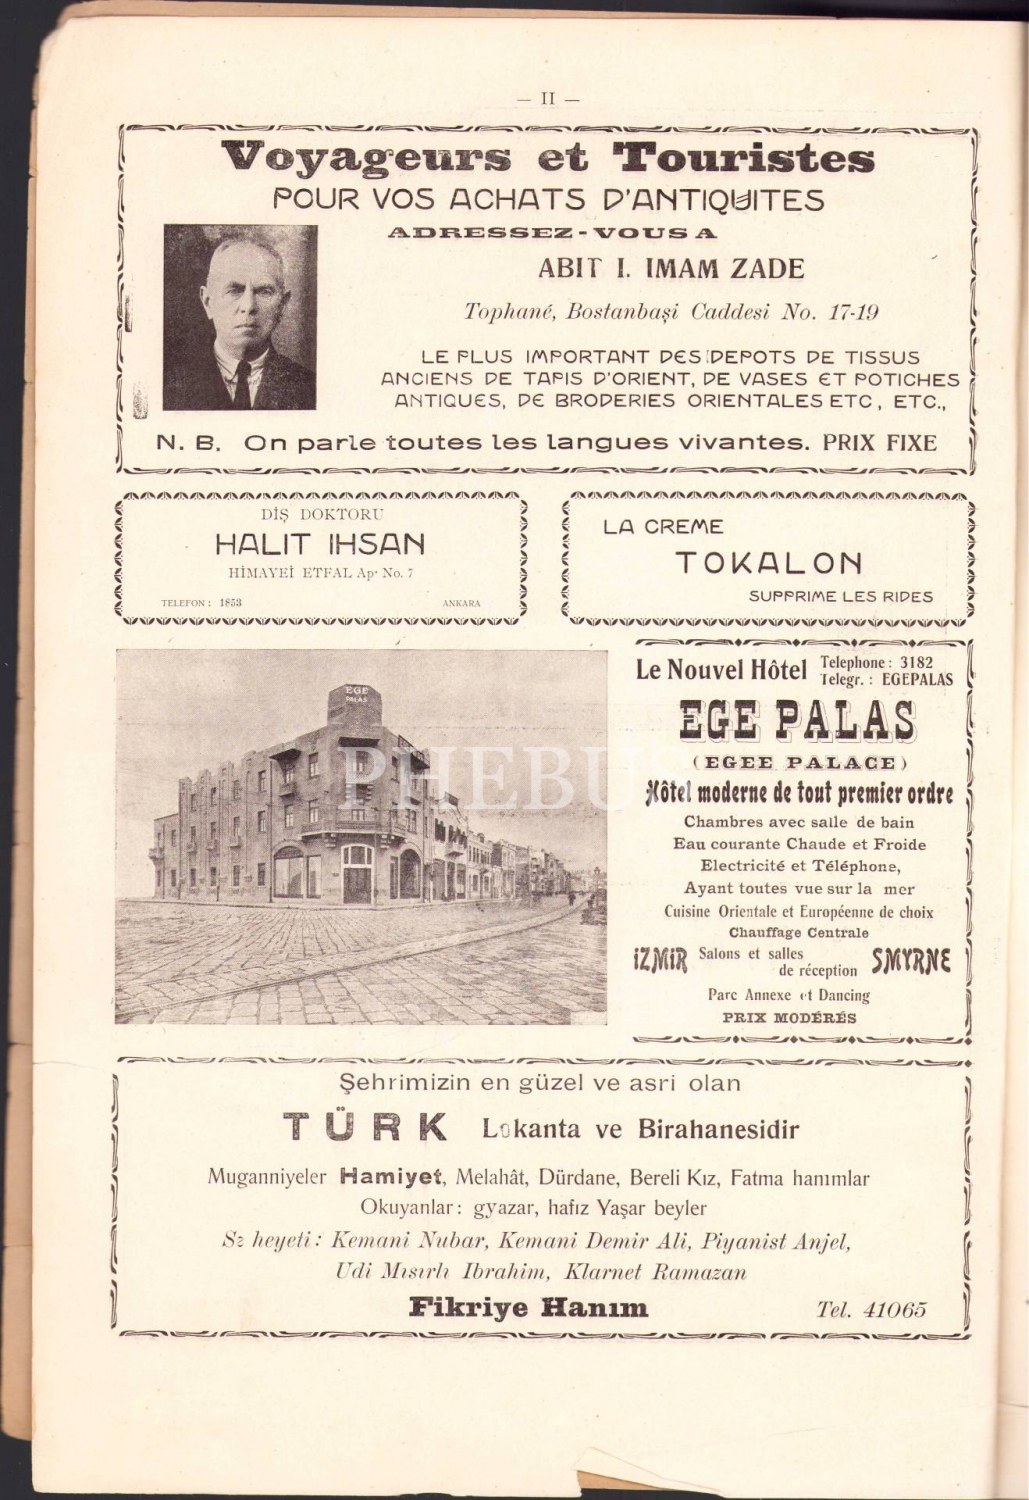 — II —
Voyageurs et Touristes
POUR VOS ACHATS D'ANTIQUITES
ADRESSEZ-VOUS A
ABIT I. IMAM ZADE
Tophané, Bostanbaşi Caddesi No. 17-19
LE PLUS IMPORTANT DES DEPOTS DE TISSUS
ANCIENS DE TAPIS D'ORIENT, DE VASES ET POTICHES
ANTIQUES, DE BRODERIES ORIENTALES ETC, ETC.,
N. B. On parle toutes les langues vivantes. PRIX FIXE
DİŞ DOKTORU
HALIT IHSAN
HİMAYEİ ETFAL Ap. No. 7
TELEFON : 1853 ANKARA
LA CREME
TOKALON
SUPPRIME LES RIDES
EGE
PALAS
PHEBUS
Le Nouvel Hôtel
Telephone : 3182
Telegr. : EGEPALAS
EGE PALAS
(EGEE PALACE)
Hôtel moderne de tout premier ordre
Chambres avec salle de bain
Eau courante Chaude et Froide
Electricité et Téléphone,
Ayant toutes vue sur la mer
Cuisine Orientale et Européenne de choix
Chauffage Centrale
İZMİR Salons et salles de réception SMYRNE
Parc Annexe et Dancing
PRIX MODÉRÉS
Şehrimizin en güzel ve asri olan
TÜRK Lokanta ve Birahanesidir
Muganniyeler Hamiyet, Melahât, Dürdane, Bereli Kız, Fatma hanımlar
Okuyanlar : gyazar, hafız Yaşar beyler
Sz heyeti : Kemani Nubar, Kemani Demir Ali, Piyanist Anjel,
Udi Mısırlı Ibrahim, Klarnet Ramazan
Fikriye Hanım Tel. 41065